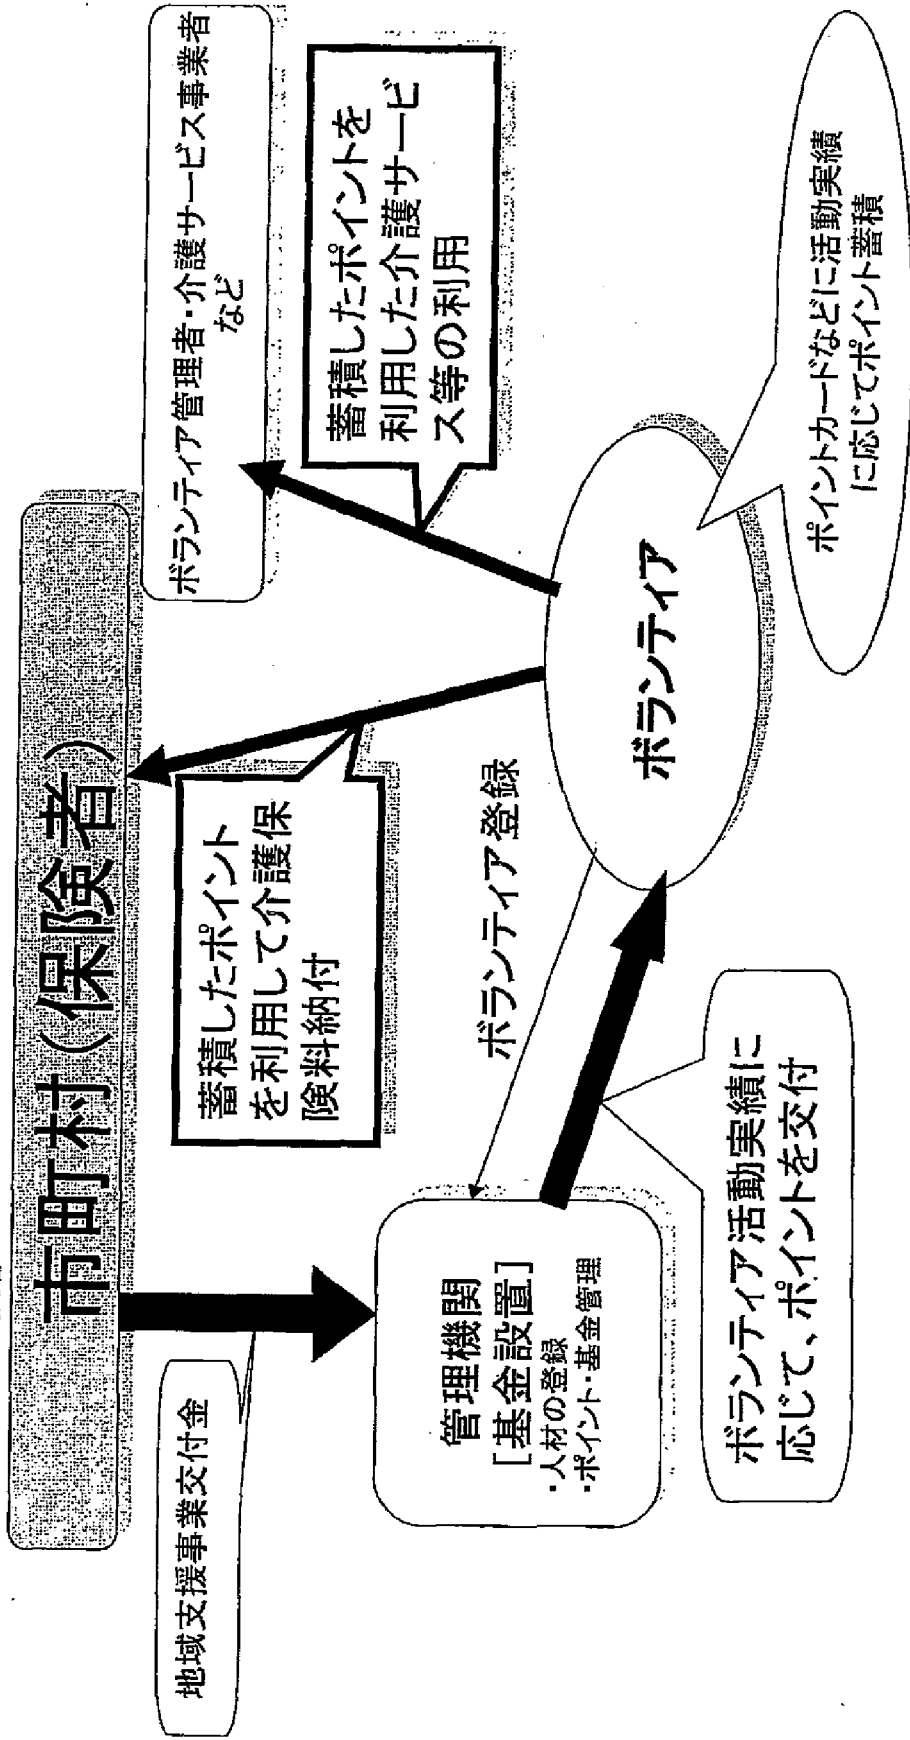 市町村（保険者）
地域支援事業交付金
ボランティア管理者・介護サービス事業者
など
蓄積したポイント
を利用して介護保
険料納付
蓄積したポイントを
利用した介護サービ
ス等の利用
管理機関
［基金設置］
・人材の登録
・ポイント・基金管理
ボランティア登録
ボランティア
ボランティア活動実績に
応じて、ポイントを交付
ポイントカードなどに活動実績
に応じてポイント蓄積